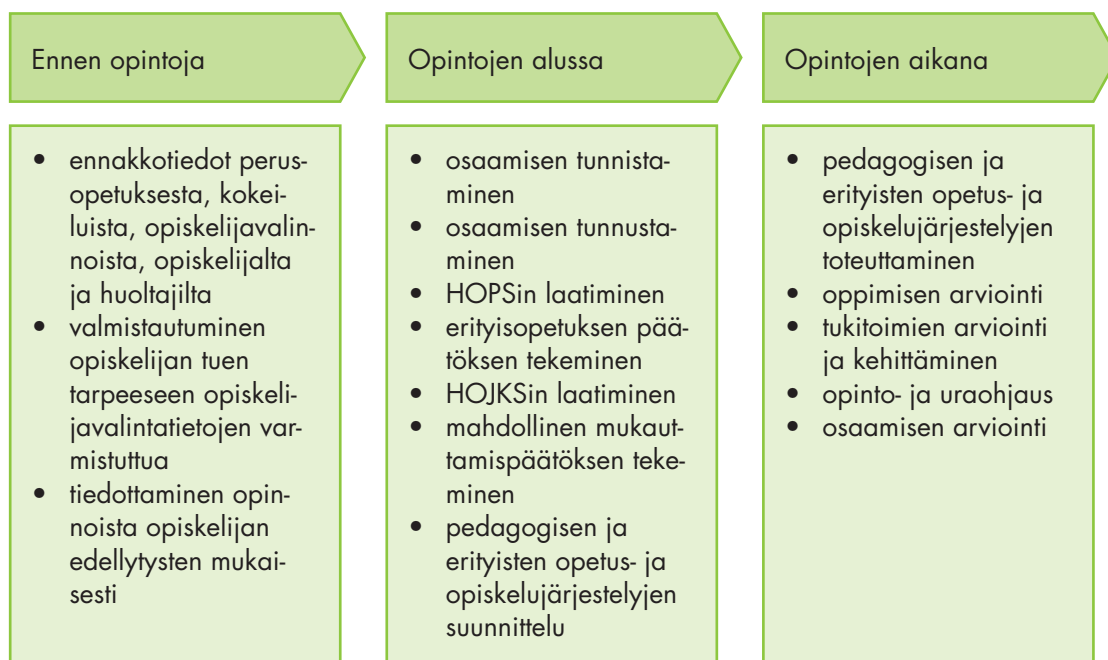 Ennen opintoja
• ennakkotiedot perus-
opetuksesta, kokei-
luista, opiskelijavalin-
noista, opiskelijalta
ja huoltajilta
• valmistautuminen
opiskelijan tuen
tarpeeseen opiskeli-
javalintatietojen var-
mistuttua
• tiedottaminen opin-
noista opiskelijan
edellytysten mukai-
sesti
Opintojen alussa
• osaamisen tunnista-
minen
• osaamisen tunnusta-
minen
• HOPSin laatiminen
• erityisopetuksen pää-
töksen tekeminen
• HOJKSin laatiminen
• mahdollinen mukaut-
tamispäätöksen teke-
minen
• pedagogisen ja
erityisten opetus- ja
opiskelujärjestelyjen
suunnittelu
Opintojen aikana
• pedagogisen ja
erityisten opetus- ja
opiskelujärjestelyjen
toteuttaminen
• oppimisen arviointi
• tukitoimien arviointi
ja kehittäminen
• opinto- ja uraohjaus
• osaamisen arviointi